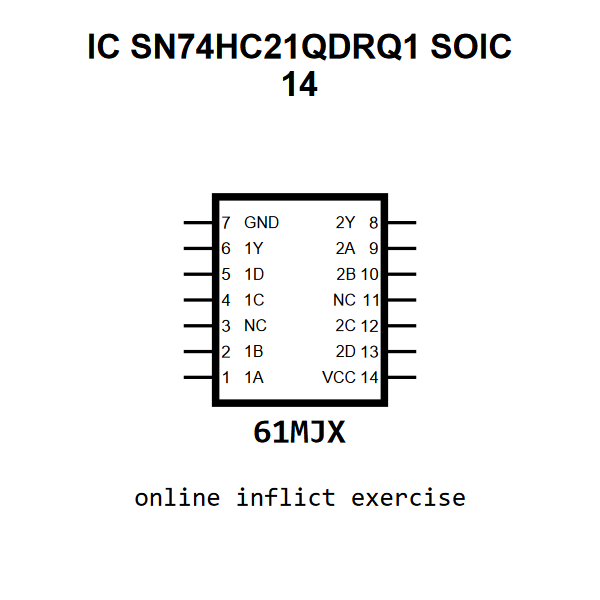 IC SN74HC21QDRQ1 SOIC
14
7 GND 2Y 8
6 1Y 2A 9
5 1D 2B 10
4 1C NC 11
3 NC 2C 12
2 1B 2D 13
1 1A VCC 14
61MJX
online inflict exercise